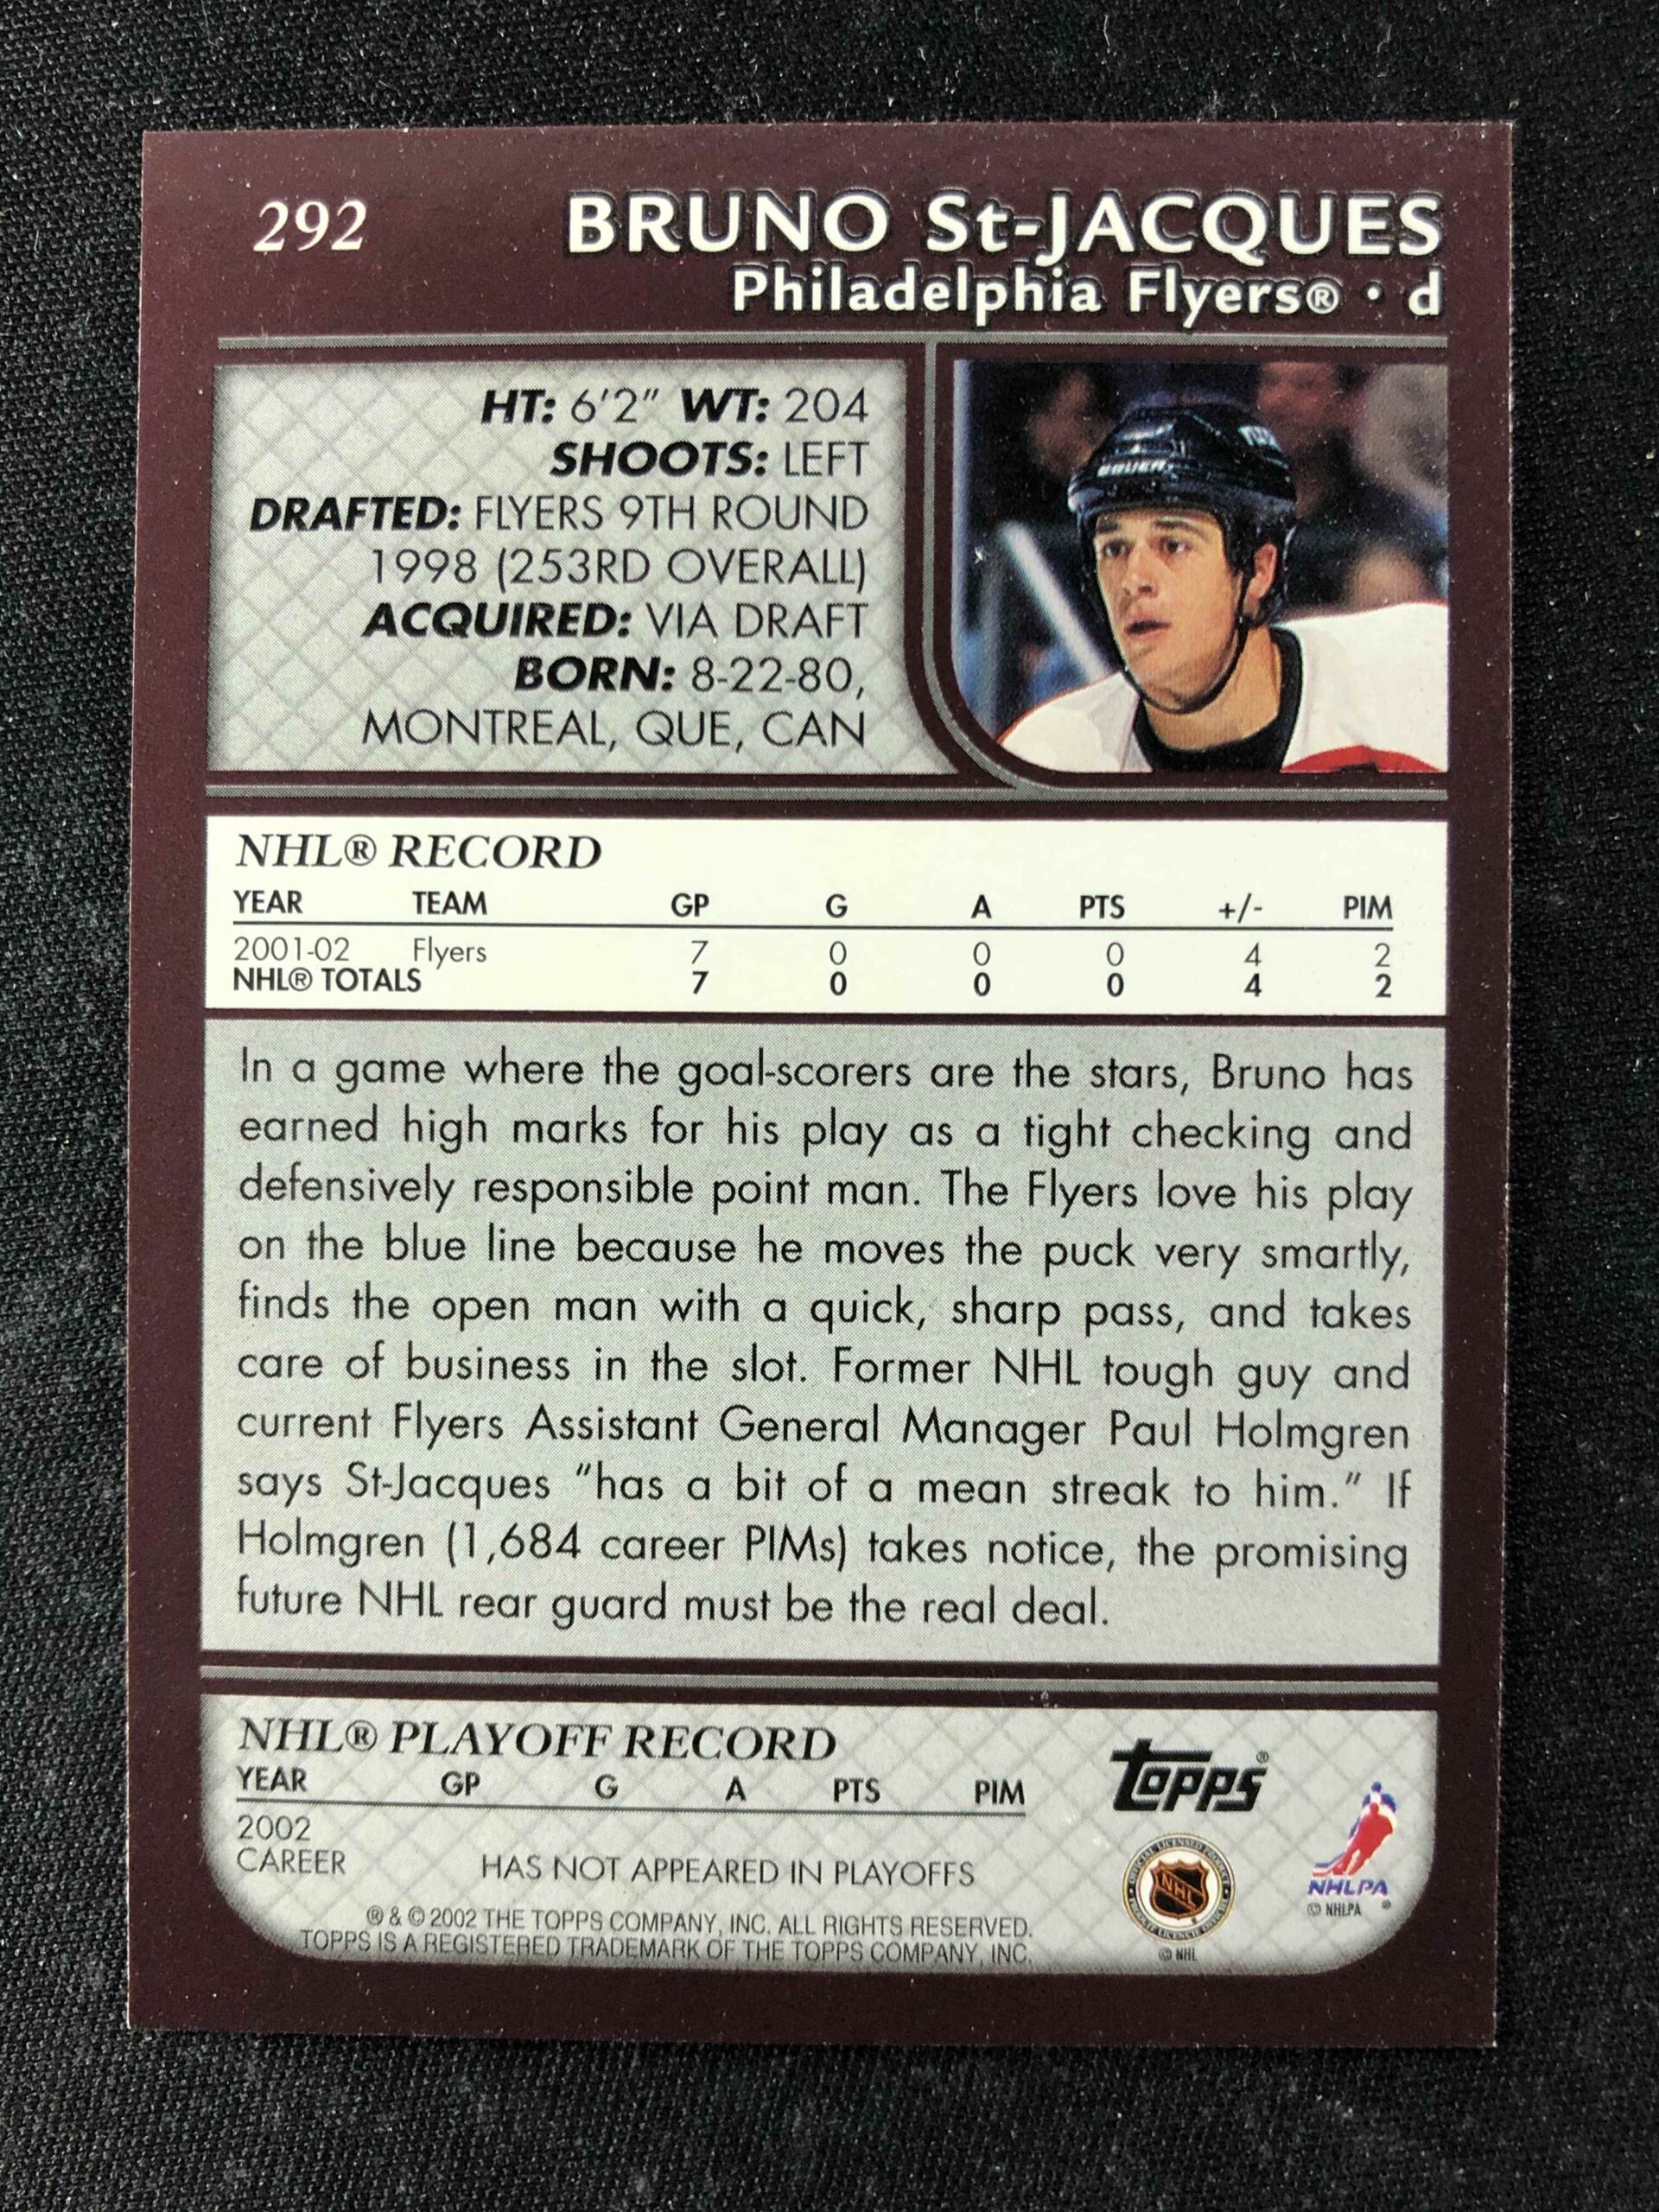 292
BRUNO St-JACQUES
Philadelphia Flyers® • d
HT: 6'2" WT: 204
SHOOTS: LEFT
DRAFTED: FLYERS 9TH ROUND
1998 (253RD OVERALL)
ACQUIRED: VIA DRAFT
BORN: 8-22-80,
MONTREAL, QUE, CAN
BAUER
NHL® RECORD
YEAR TEAM GP G A PTS +/- PIM
2001-02 Flyers 7 0 0 0 4 2
NHL® TOTALS 7 0 0 0 4 2
In a game where the goal-scorers are the stars, Bruno has
earned high marks for his play as a tight checking and
defensively responsible point man. The Flyers love his play
on the blue line because he moves the puck very smartly,
finds the open man with a quick, sharp pass, and takes
care of business in the slot. Former NHL tough guy and
current Flyers Assistant General Manager Paul Holmgren
says St-Jacques "has a bit of a mean streak to him." If
Holmgren (1,684 career PIMs) takes notice, the promising
future NHL rear guard must be the real deal.
NHL® PLAYOFF RECORD
YEAR GP G A PTS PIM
2002
CAREER HAS NOT APPEARED IN PLAYOFFS
® & © 2002 THE TOPPS COMPANY, INC. ALL RIGHTS RESERVED.
TOPPS IS A REGISTERED TRADEMARK OF THE TOPPS COMPANY, INC.
Topps®
NHL
© NHL
NHLPA
© NHLPA ®